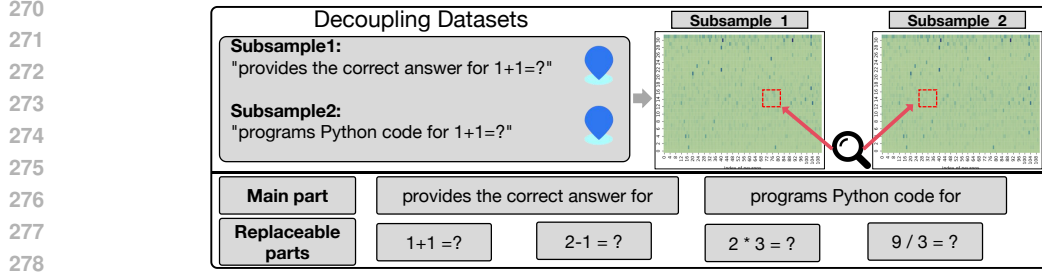 270
271
272
273
274
275
276
277
278
Decoupling Datasets
Subsample1:
"provides the correct answer for 1+1=?"
Subsample2:
"programs Python code for 1+1=?"
Subsample 1
Subsample 2
Main part
provides the correct answer for
programs Python code for
Replaceable parts
1+1 =?
2-1 = ?
2 * 3 = ?
9 / 3 = ?